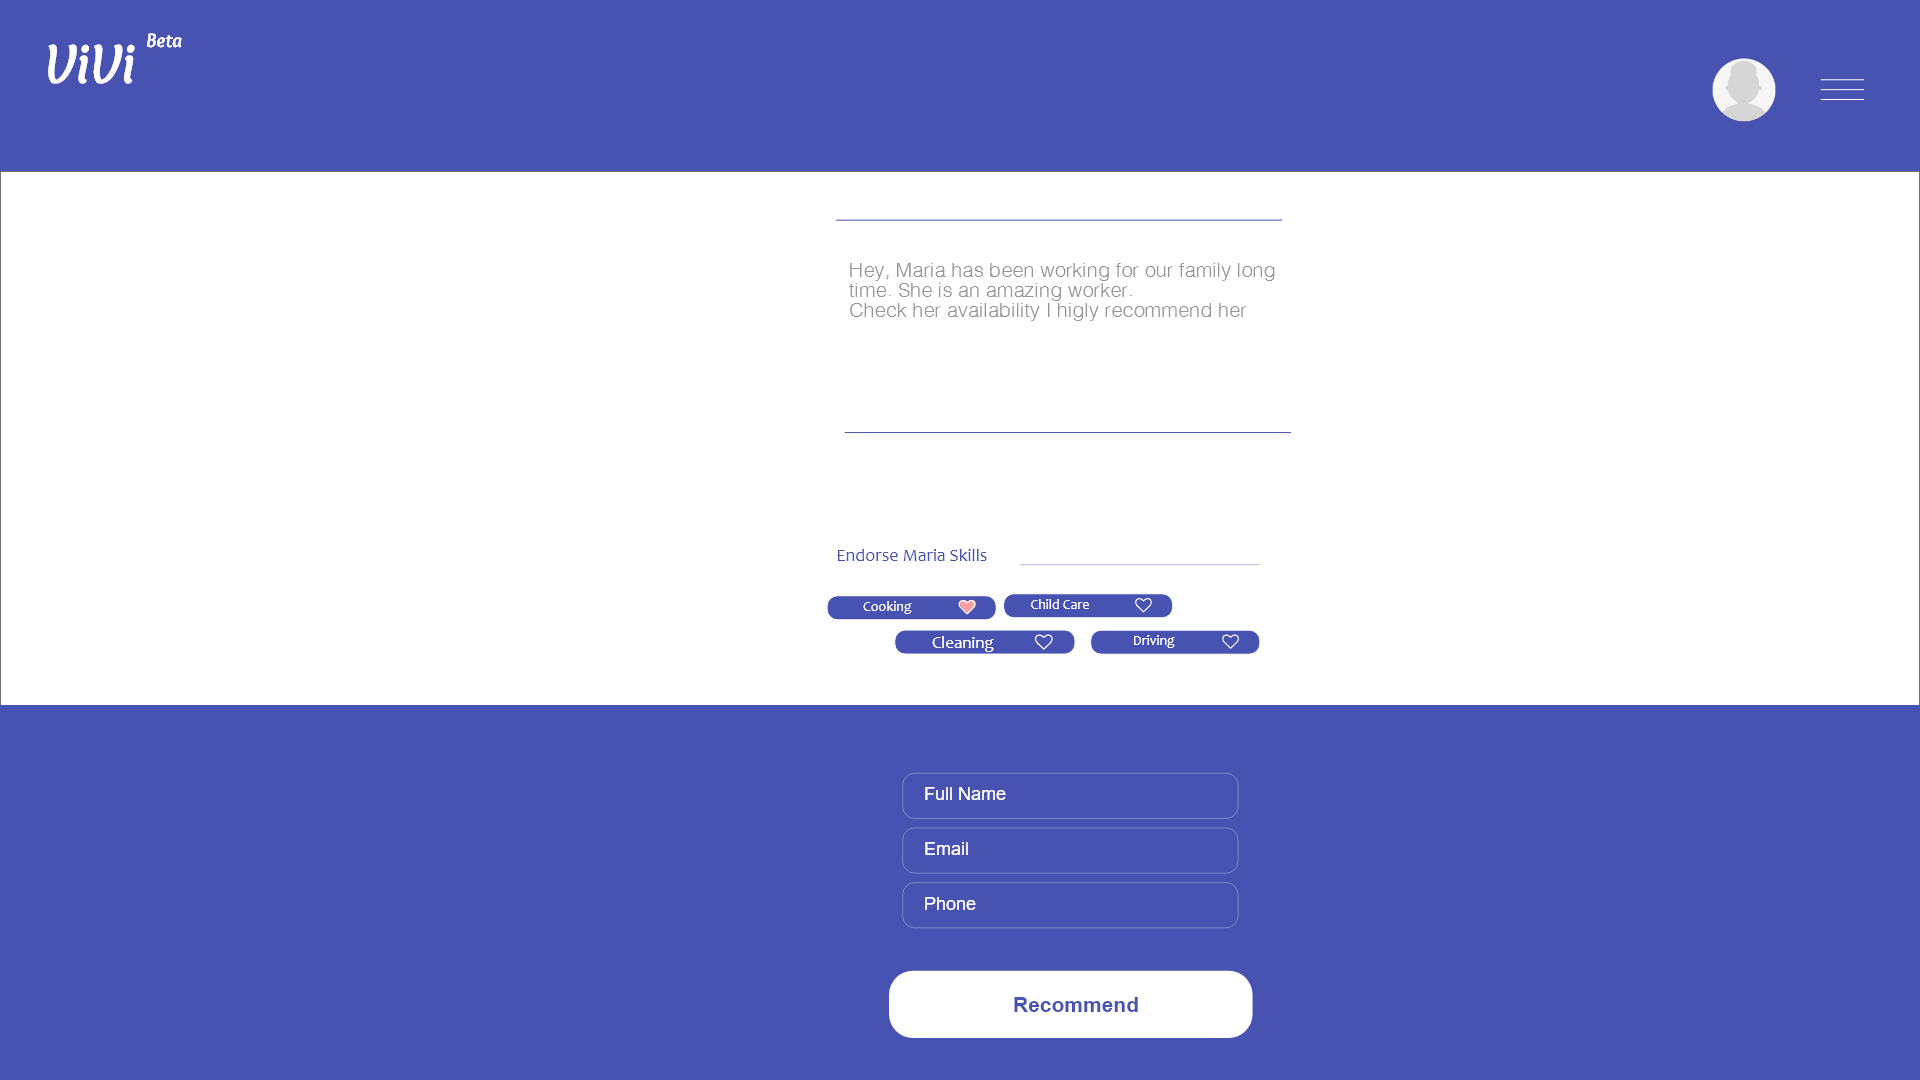 ViVi Beta
Hey, Maria has been working for our family long
time. She is an amazing worker.
Check her availability I higly recommend her
Endorse Maria Skills
Cooking
Child Care
Cleaning
Driving
Full Name
Email
Phone
Recommend